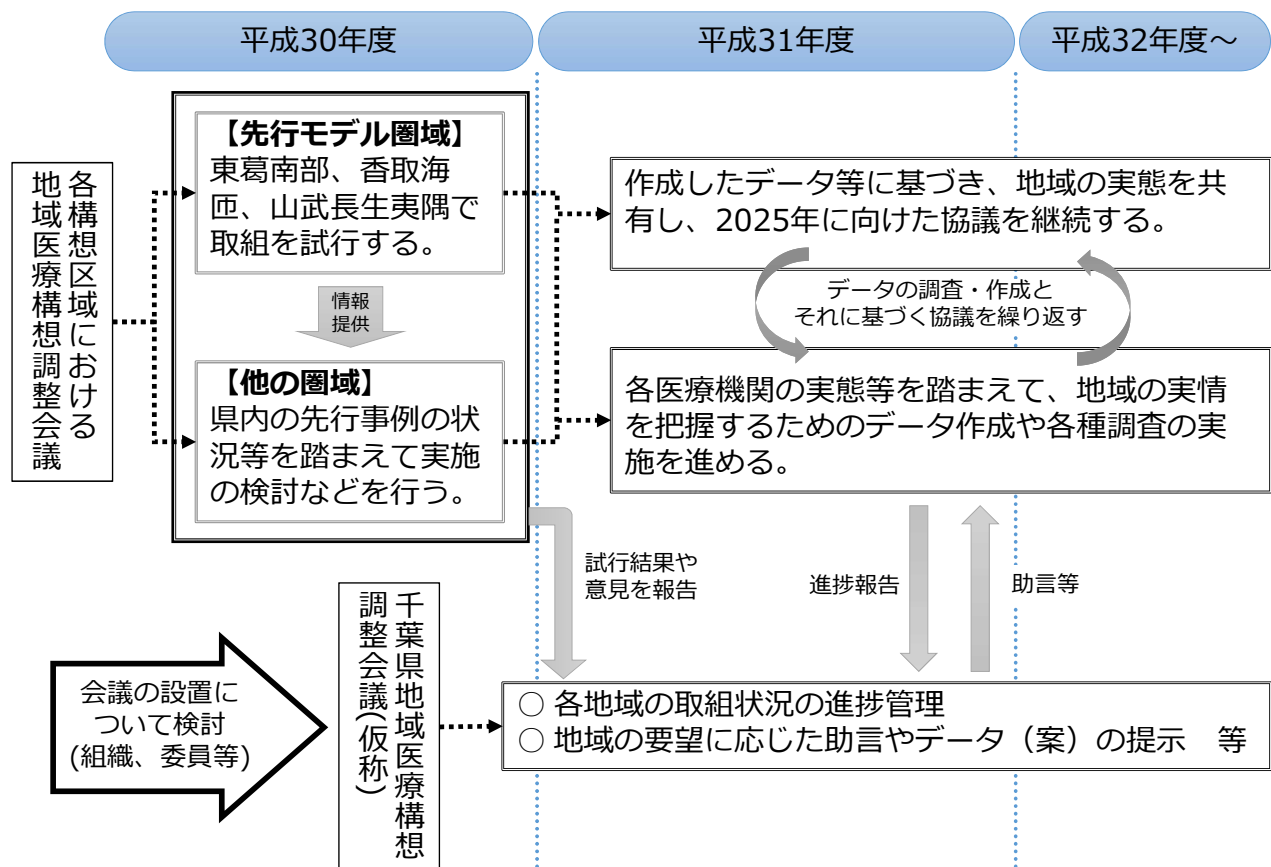 平成30年度
平成31年度
平成32年度～
各構想区域における
地域医療構想調整会議
【先行モデル圏域】
東葛南部、香取海
匝、山武長生夷隅で
取組を試行する。
情報
提供
【他の圏域】
県内の先行事例の状
況等を踏まえて実施
の検討などを行う。
作成したデータ等に基づき、地域の実態を共
有し、2025年に向けた協議を継続する。
データの調査・作成と
それに基づく協議を繰り返す
各医療機関の実態等を踏まえて、地域の実情
を把握するためのデータ作成や各種調査の実
施を進める。
試行結果や
意見を報告
進捗報告
助言等
会議の設置に
ついて検討
(組織、委員等)
千葉県地域医療構想
調整会議(仮称)
○ 各地域の取組状況の進捗管理
○ 地域の要望に応じた助言やデータ（案）の提示　等